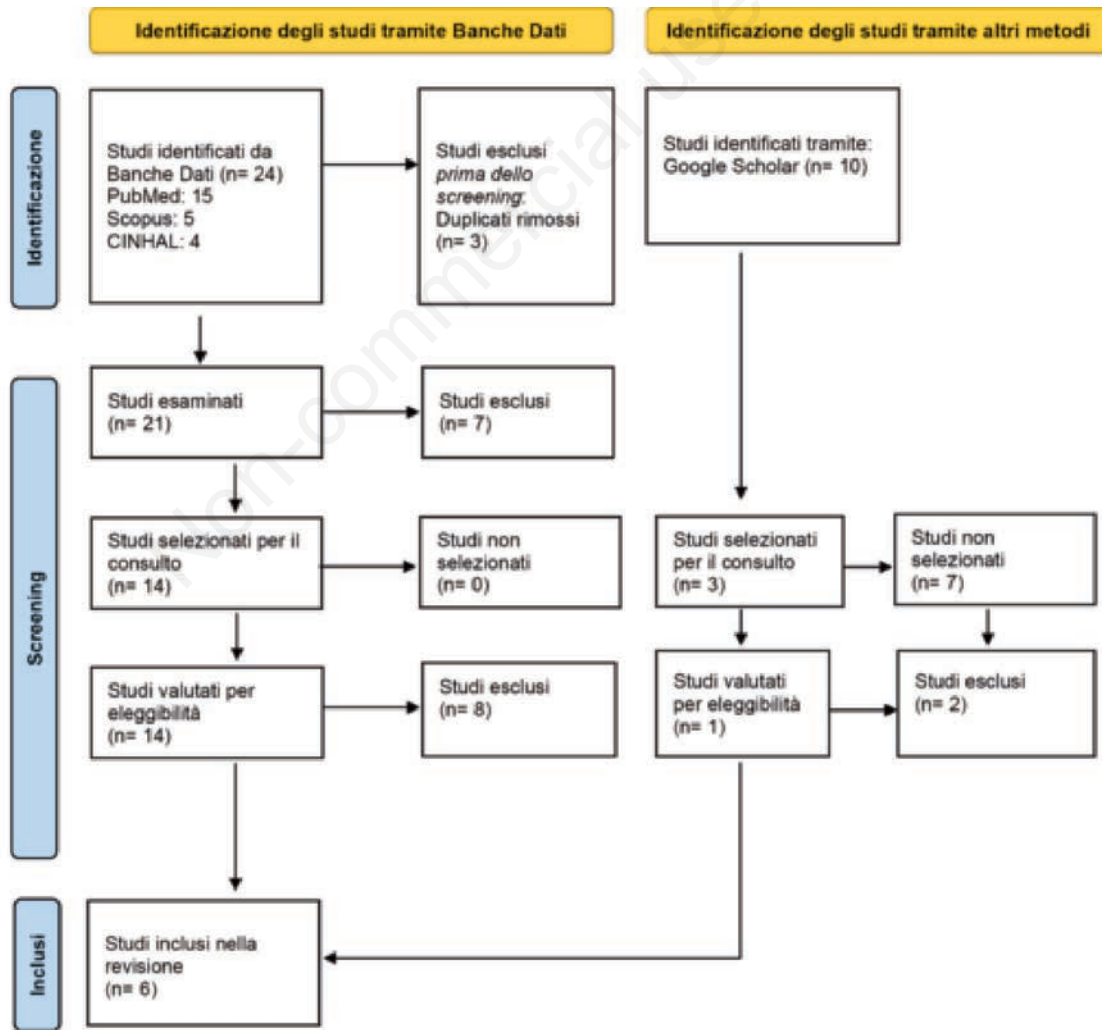 Identificazione degli studi tramite Banche Dati
Identificazione degli studi tramite altri metodi
Identificazione
Studi identificati da
Banche Dati (n= 24)
PubMed: 15
Scopus: 5
CINHAL: 4
Studi esclusi
prima dello
screening:
Duplicati rimossi
(n= 3)
Studi identificati tramite:
Google Scholar (n= 10)
Screening
Studi esaminati
(n= 21)
Studi esclusi
(n= 7)
Studi selezionati per il
consulto
(n= 14)
Studi non
selezionati
(n= 0)
Studi selezionati
per il consulto
(n= 3)
Studi non
selezionati
(n= 7)
Studi valutati per
eleggibilità
(n= 14)
Studi esclusi
(n= 8)
Studi valutati
per eleggibilità
(n= 1)
Studi esclusi
(n= 2)
Inclusi
Studi inclusi nella
revisione
(n= 6)
Non-commercial use